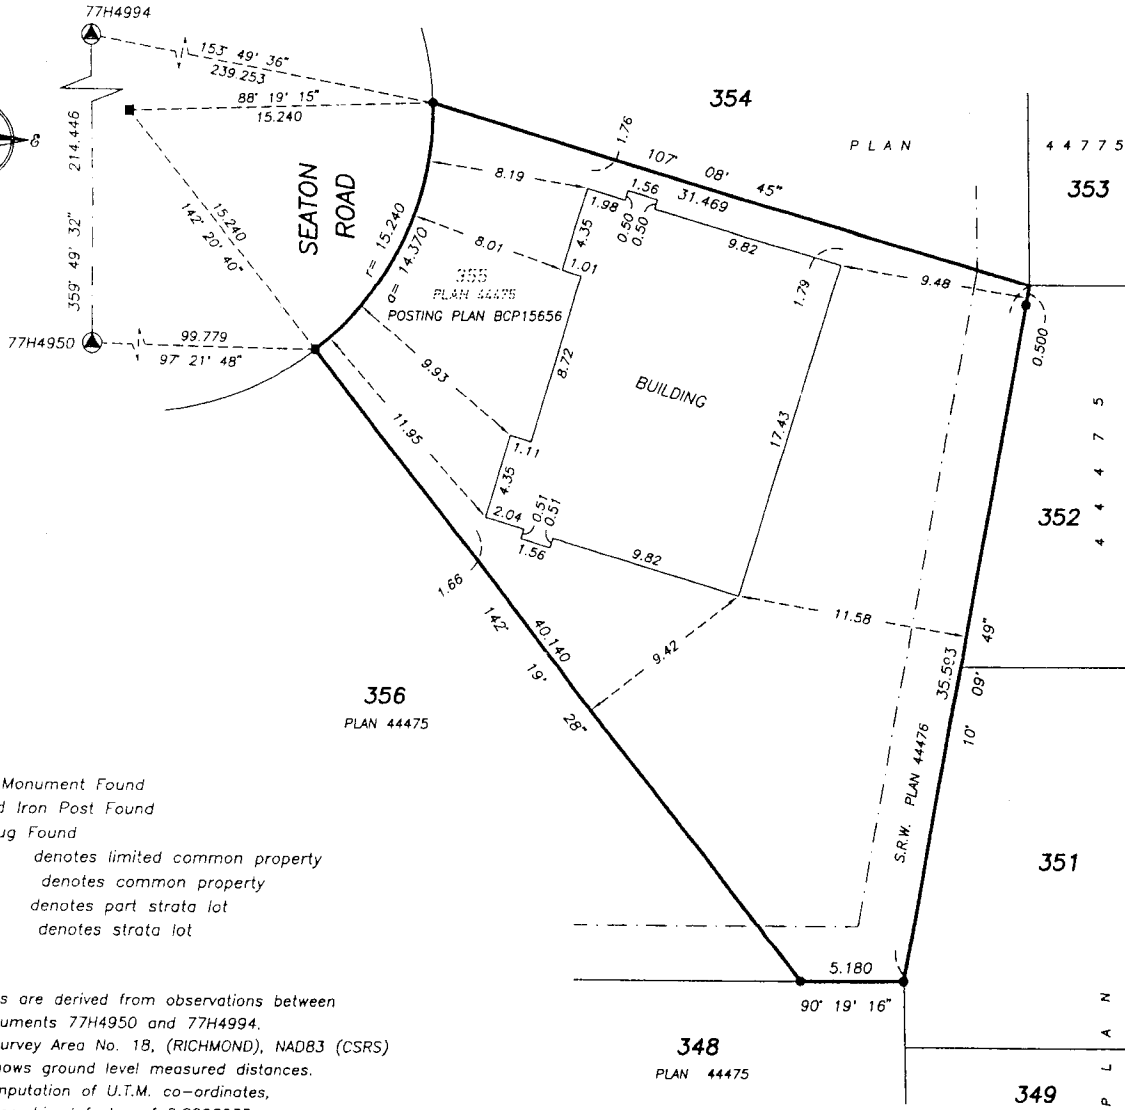 77H4994
153° 49' 36"
239.253
88° 19' 15"
15.240
354
1.76
PLAN
44775
353
107° 08' 45"
31.469
214.446
359° 49' 32"
SEATON
ROAD
8.19
1.56
1.98
0.50
0.50
4.35
9.82
15.240
142° 20' 40"
r= 15.240
a= 14.370
8.01
1.01
9.48
1.79
355
PLAN 44475
POSTING PLAN BCP15656
0.500
77H4950
99.779
97° 21' 48"
9.93
8.72
BUILDING
17.43
44475
11.95
1.11
4.35
352
2.04
0.51
0.51
1.56
9.82
1.66
142° 19' 28"
40.140
9.42
11.58
10° 09' 49"
356
PLAN 44475
S.R.W. PLAN 44476
Monument Found
Iron Post Found
Found
denotes limited common property
denotes common property
denotes part strata lot
denotes strata lot
351
5.180
90° 19' 16"
are derived from observations between
77H4950 and 77H4994.
Area No. 18, (RICHMOND), NAD83 (CSRS)
ground level measured distances.
of U.T.M. co-ordinates,
348
PLAN 44475
PLAN
349